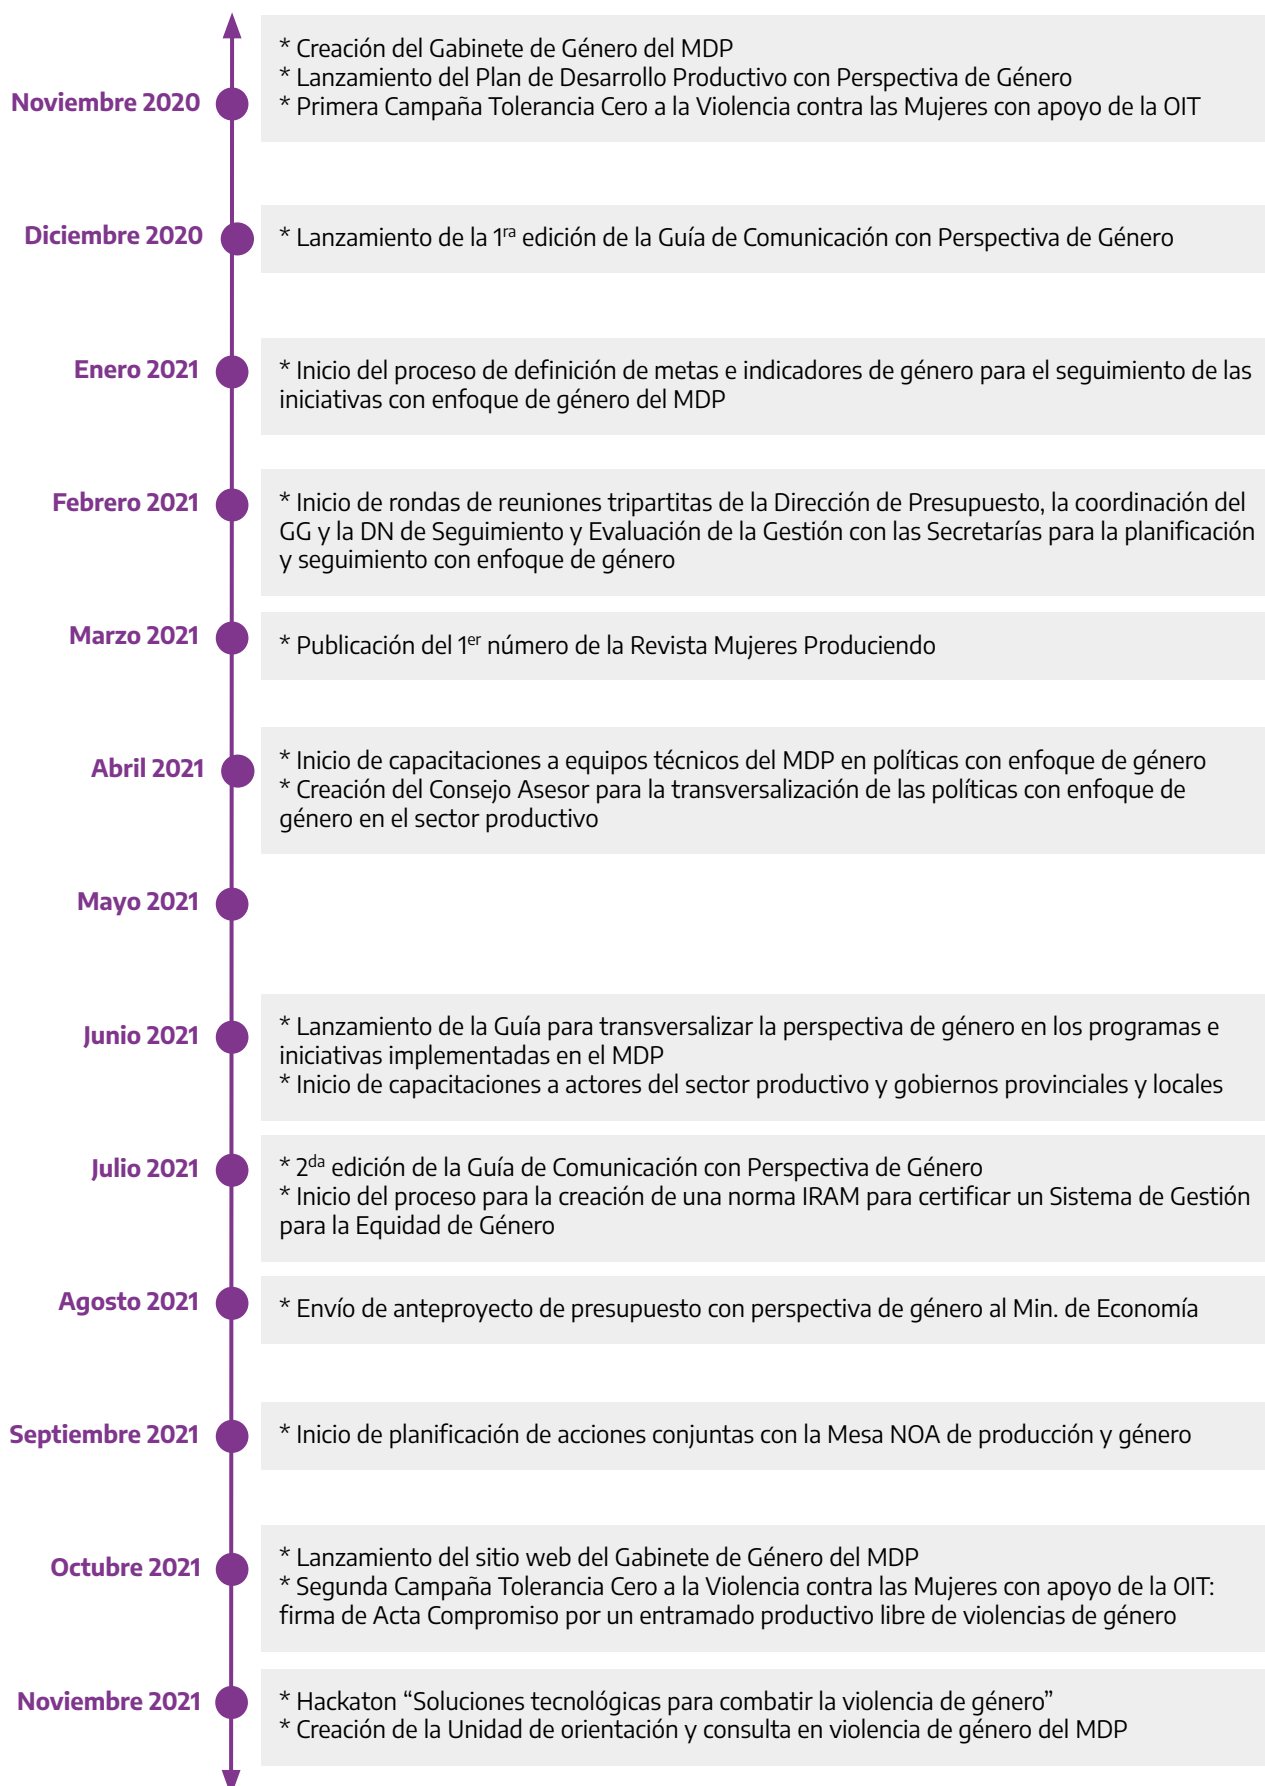 Noviembre 2020
* Creación del Gabinete de Género del MDP
* Lanzamiento del Plan de Desarrollo Productivo con Perspectiva de Género
* Primera Campaña Tolerancia Cero a la Violencia contra las Mujeres con apoyo de la OIT
Diciembre 2020
* Lanzamiento de la 1ra edición de la Guía de Comunicación con Perspectiva de Género
Enero 2021
* Inicio del proceso de definición de metas e indicadores de género para el seguimiento de las
iniciativas con enfoque de género del MDP
Febrero 2021
* Inicio de rondas de reuniones tripartitas de la Dirección de Presupuesto, la coordinación del
GG y la DN de Seguimiento y Evaluación de la Gestión con las Secretarías para la planificación
y seguimiento con enfoque de género
Marzo 2021
* Publicación del 1er número de la Revista Mujeres Produciendo
Abril 2021
* Inicio de capacitaciones a equipos técnicos del MDP en políticas con enfoque de género
* Creación del Consejo Asesor para la transversalización de las políticas con enfoque de
género en el sector productivo
Mayo 2021
Junio 2021
* Lanzamiento de la Guía para transversalizar la perspectiva de género en los programas e
iniciativas implementadas en el MDP
* Inicio de capacitaciones a actores del sector productivo y gobiernos provinciales y locales
Julio 2021
* 2da edición de la Guía de Comunicación con Perspectiva de Género
* Inicio del proceso para la creación de una norma IRAM para certificar un Sistema de Gestión
para la Equidad de Género
Agosto 2021
* Envío de anteproyecto de presupuesto con perspectiva de género al Min. de Economía
Septiembre 2021
* Inicio de planificación de acciones conjuntas con la Mesa NOA de producción y género
Octubre 2021
* Lanzamiento del sitio web del Gabinete de Género del MDP
* Segunda Campaña Tolerancia Cero a la Violencia contra las Mujeres con apoyo de la OIT:
firma de Acta Compromiso por un entramado productivo libre de violencias de género
Noviembre 2021
* Hackaton “Soluciones tecnológicas para combatir la violencia de género”
* Creación de la Unidad de orientación y consulta en violencia de género del MDP